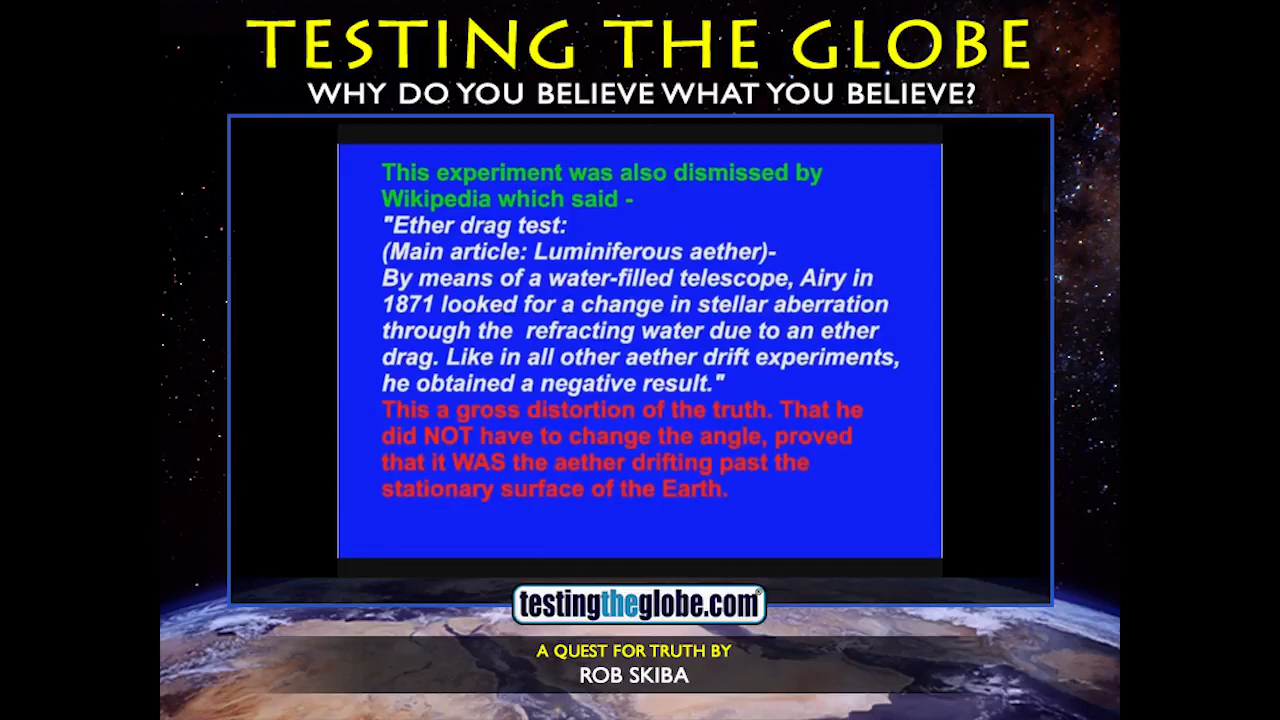 TESTING THE GLOBE
WHY DO YOU BELIEVE WHAT YOU BELIEVE?
This experiment was also dismissed by
Wikipedia which said -
"Ether drag test:
(Main article: Luminiferous aether)-
By means of a water-filled telescope, Airy in
1871 looked for a change in stellar aberration
through the refracting water due to an ether
drag. Like in all other aether drift experiments,
he obtained a negative result."
This a gross distortion of the truth. That he
did NOT have to change the angle, proved
that it WAS the aether drifting past the
stationary surface of the Earth.
testingtheglobe.com®
A QUEST FOR TRUTH BY
ROB SKIBA